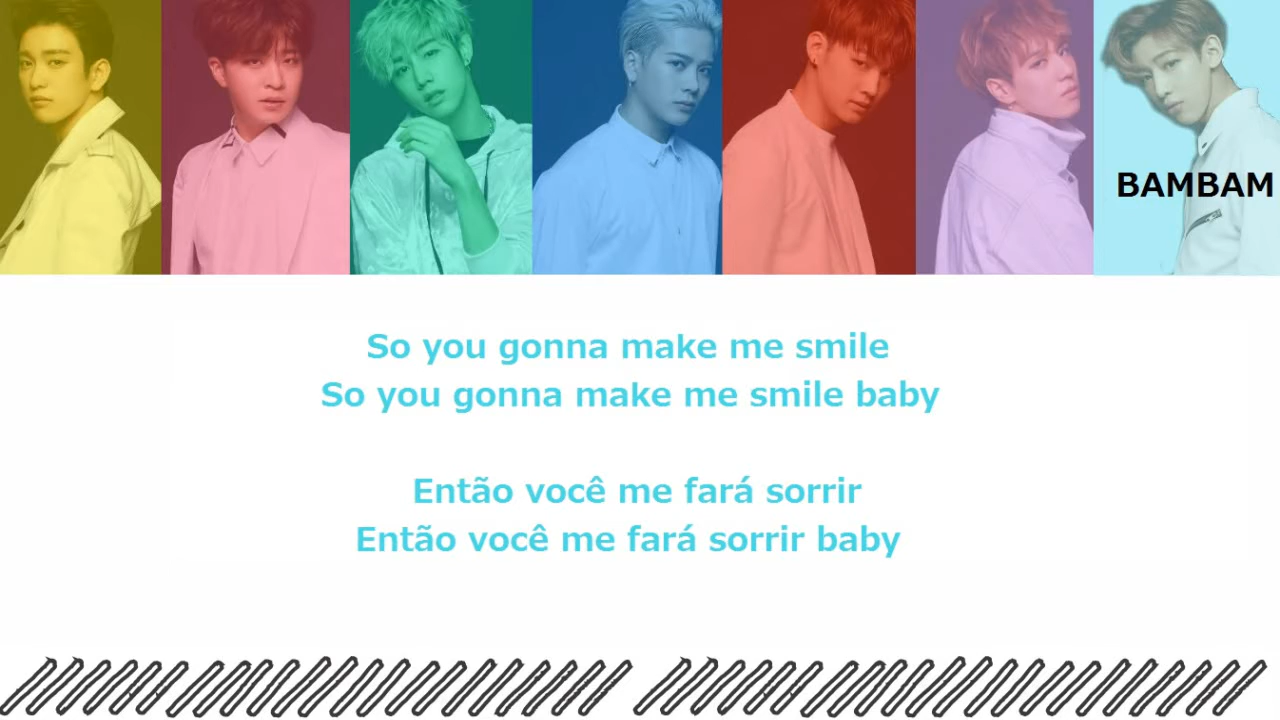 BAMBAM
So you gonna make me smile
So you gonna make me smile baby
Então você me fará sorrir
Então você me fará sorrir baby